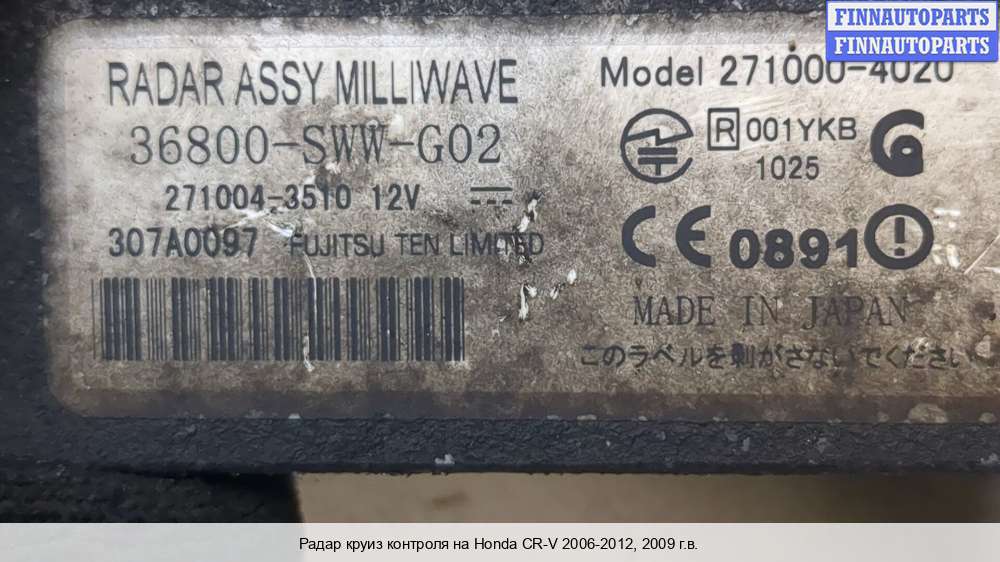 FINNAUTOPARTS
FINNAUTOPARTS
RADAR ASSY MILLIWAVE
36800-SWW-G02
271004-3510 12V
307A0097 FUJITSU TEN LIMITED
Model 271000-4020
R 001YKB
1025
CE 0891
MADE IN JAPAN
このラベルを剥がさないでください
Радар круиз контроля на Honda CR-V 2006-2012, 2009 г.в.